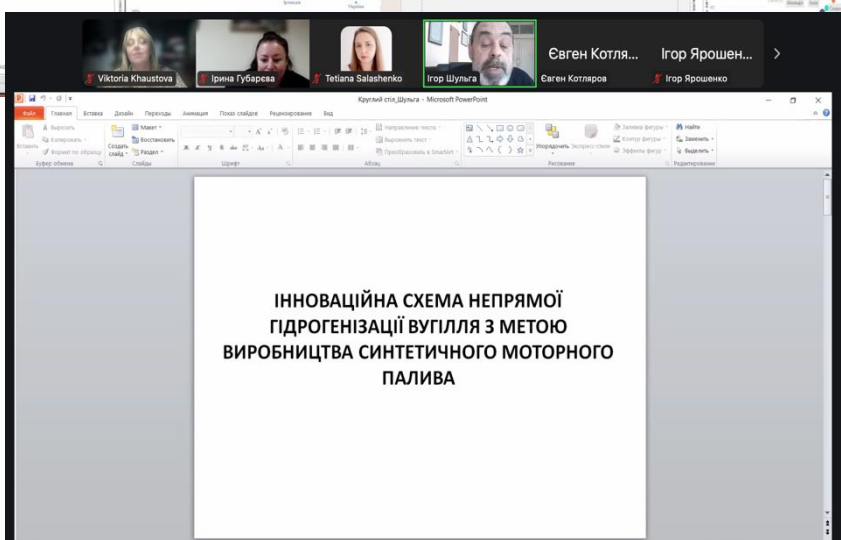 Viktoria Khaustova
Ірина Губарєва
Tetiana Salashenko
Ігор Шульга
Євген Котля...
Євген Котляров
Ігор Ярошен...
Ігор Ярошенко
Круглий стіл_Шульга - Microsoft PowerPoint
Файл Главная Вставка Дизайн Переходы Анимация Показ слайдов Рецензирование Вид
Вставить
Вырезать
Копировать
Формат по образцу
Буфер обмена
Создать слайд
Макет
Восстановить
Раздел
Слайды
Шрифт
Направление текста
Выровнять текст
Преобразовать в SmartArt
Абзац
Упорядочить
Экспресс-стили
Заливка фигуры
Контур фигуры
Эффекты фигур
Рисование
Найти
Заменить
Выделить
Редактирование
ІННОВАЦІЙНА СХЕМА НЕПРЯМОЇ
ГІДРОГЕНІЗАЦІЇ ВУГІЛЛЯ З МЕТОЮ
ВИРОБНИЦТВА СИНТЕТИЧНОГО МОТОРНОГО
ПАЛИВА